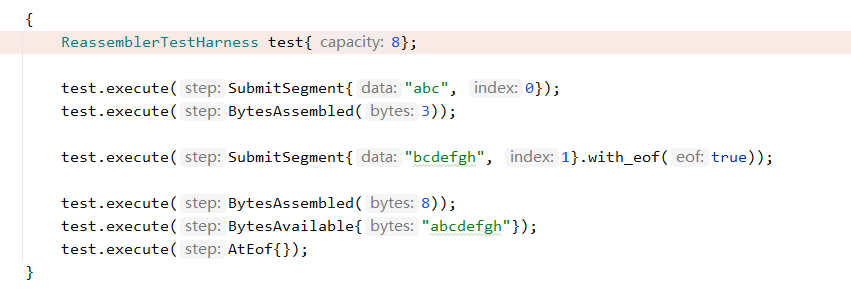 {
ReassemblerTestHarness test{ capacity: 8};
test.execute( step: SubmitSegment{ data: "abc", index: 0});
test.execute( step: BytesAssembled( bytes: 3));
test.execute( step: SubmitSegment{ data: "bcdefgh", index: 1}.with_eof( eof: true));
test.execute( step: BytesAssembled( bytes: 8));
test.execute( step: BytesAvailable{ bytes: "abcdefgh"});
test.execute( step: AtEof{});
}